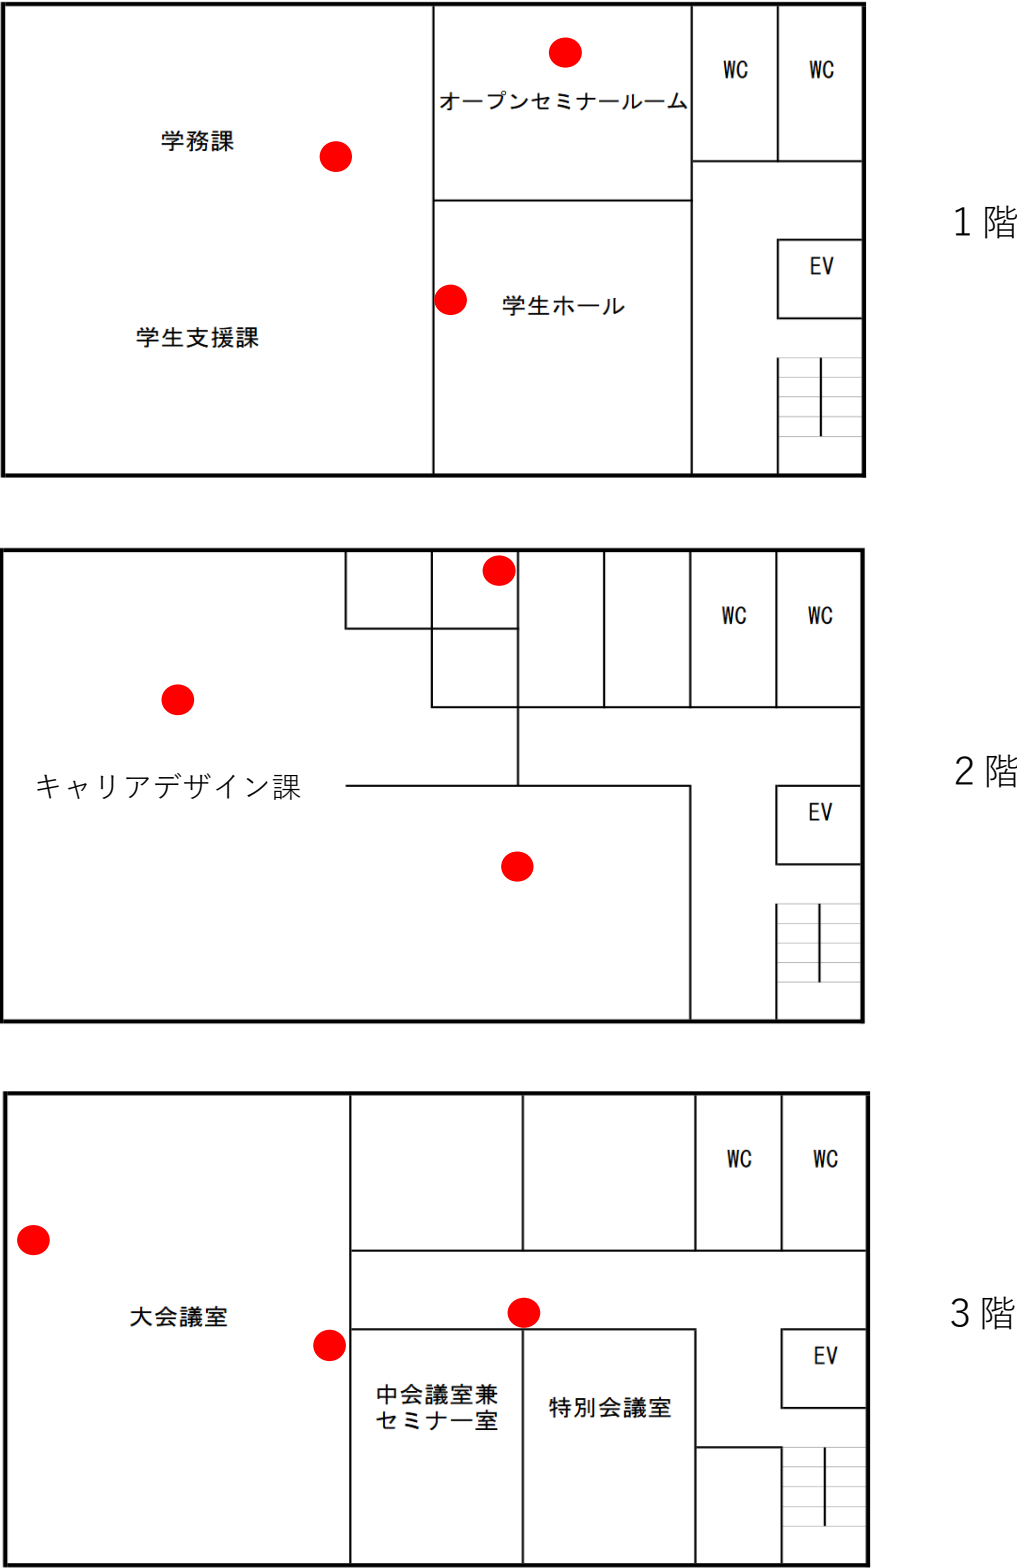 WC
WC
オープンセミナールーム
学務課
1階
EV
学生ホール
学生支援課
WC
WC
2階
キャリアデザイン課
EV
WC
WC
3階
大会議室
EV
中会議室兼
セミナー室
特別会議室